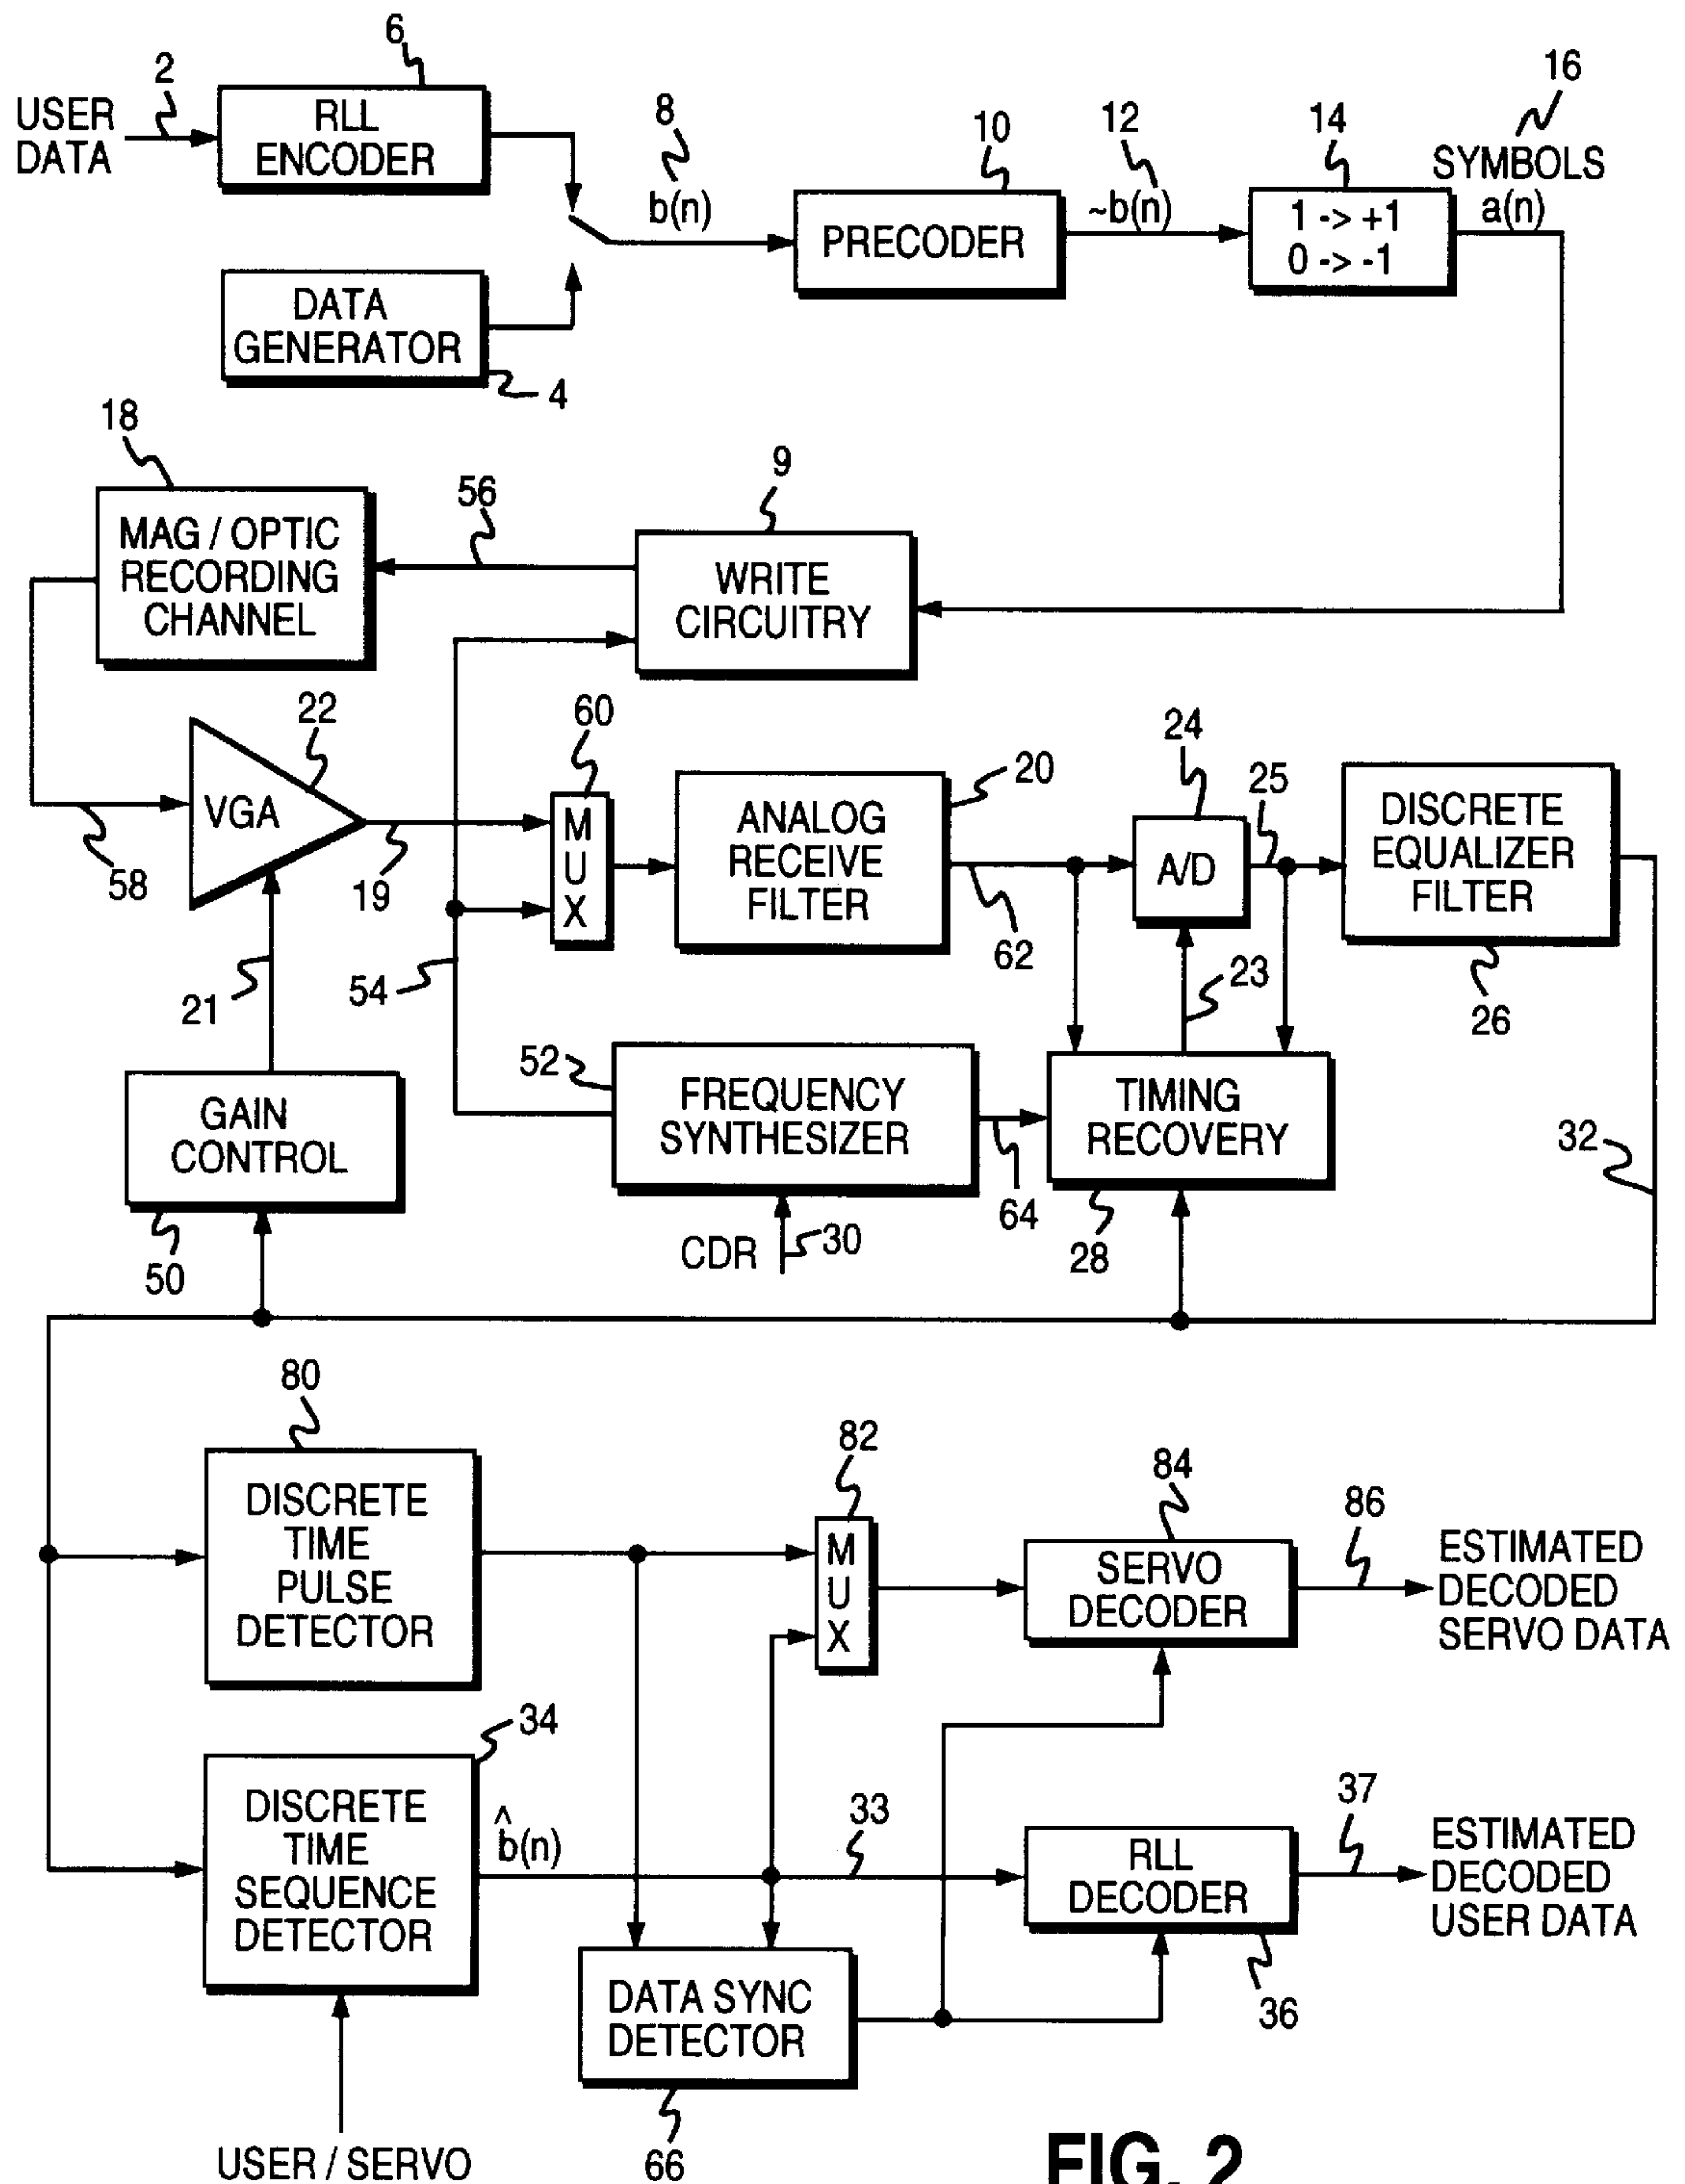 6
2
USER
DATA
RLL
ENCODER
8
b(n)
10
PRECODER
12
~b(n)
14
1 -> +1
0 -> -1
16
SYMBOLS
a(n)
DATA
GENERATOR
4
18
MAG / OPTIC
RECORDING
CHANNEL
56
9
WRITE
CIRCUITRY
22
VGA
58
19
60
M
U
X
20
ANALOG
RECEIVE
FILTER
62
24
A/D
25
DISCRETE
EQUALIZER
FILTER
26
21
54
23
GAIN
CONTROL
50
52
FREQUENCY
SYNTHESIZER
CDR
30
64
TIMING
RECOVERY
28
32
80
DISCRETE
TIME
PULSE
DETECTOR
82
M
U
X
84
SERVO
DECODER
86
ESTIMATED
DECODED
SERVO DATA
34
DISCRETE
TIME
SEQUENCE
DETECTOR
^
b(n)
33
RLL
DECODER
36
37
ESTIMATED
DECODED
USER DATA
DATA SYNC
DETECTOR
66
USER / SERVO
FIG. 2